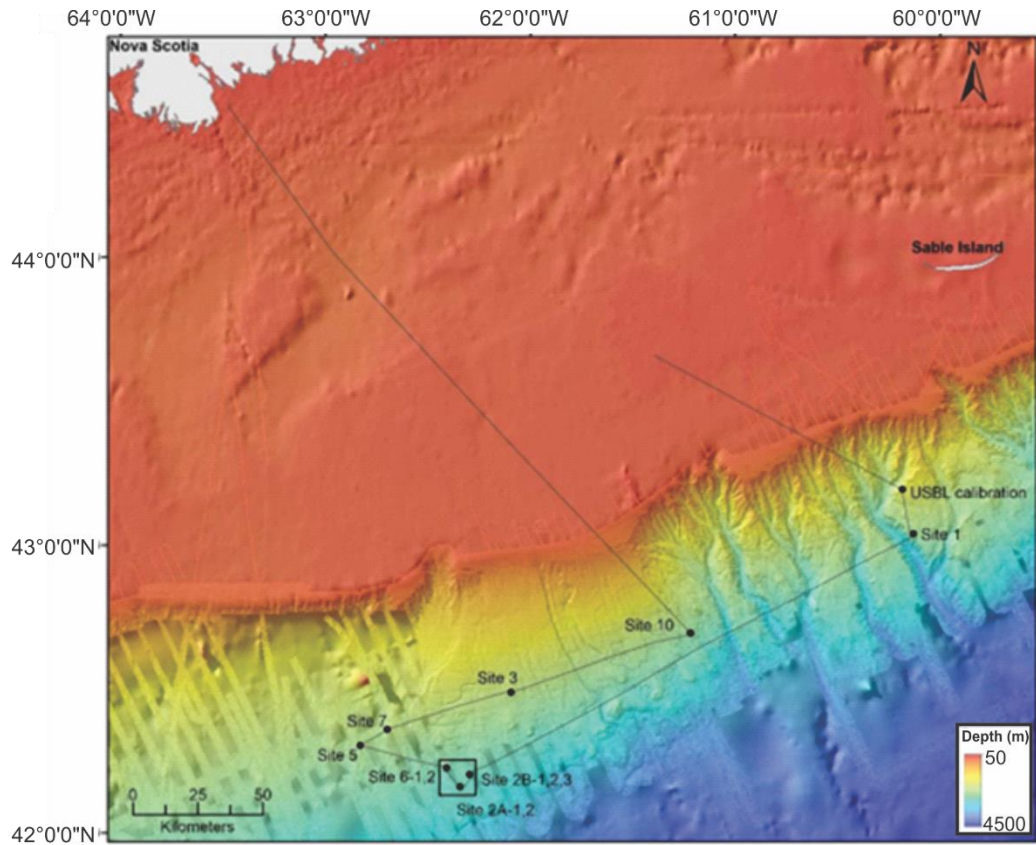 64°0'0"W 63°0'0"W 62°0'0"W 61°0'0"W 60°0'0"W
Nova Scotia
N
44°0'0"N
Sable Island
USBL calibration
43°0'0"N
Site 1
Site 10
Site 3
Site 7
Site 5
Site 6-1,2
Site 2B-1,2,3
Site 2A-1,2
0 25 50
Kilometers
Depth (m)
50
4500
42°0'0"N